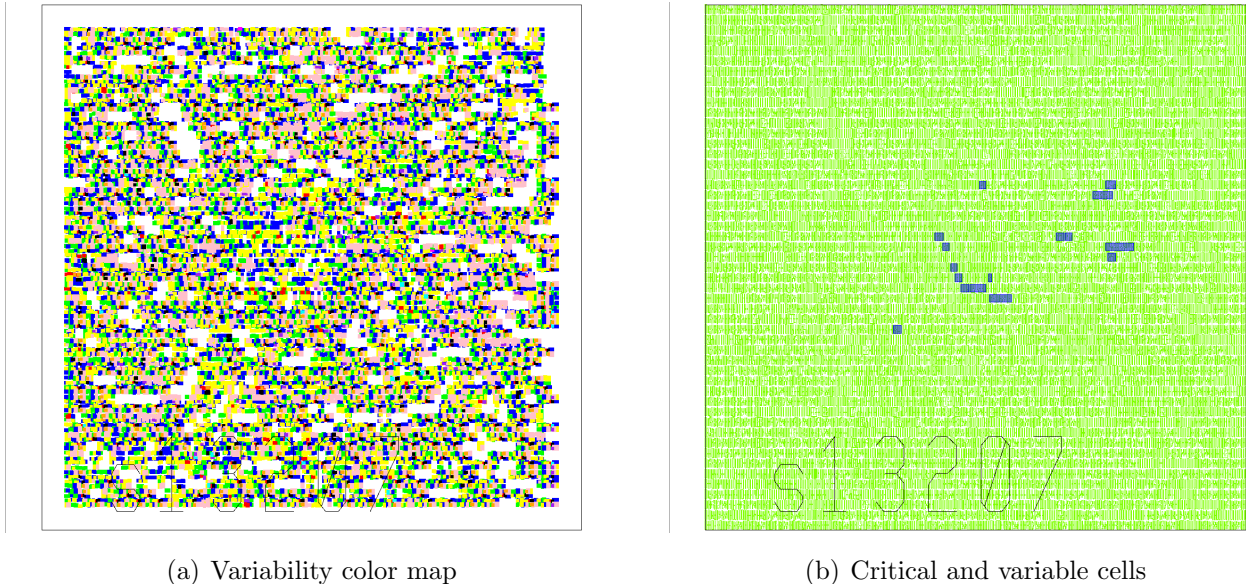 s13207
s13207
(a) Variability color map
(b) Critical and variable cells